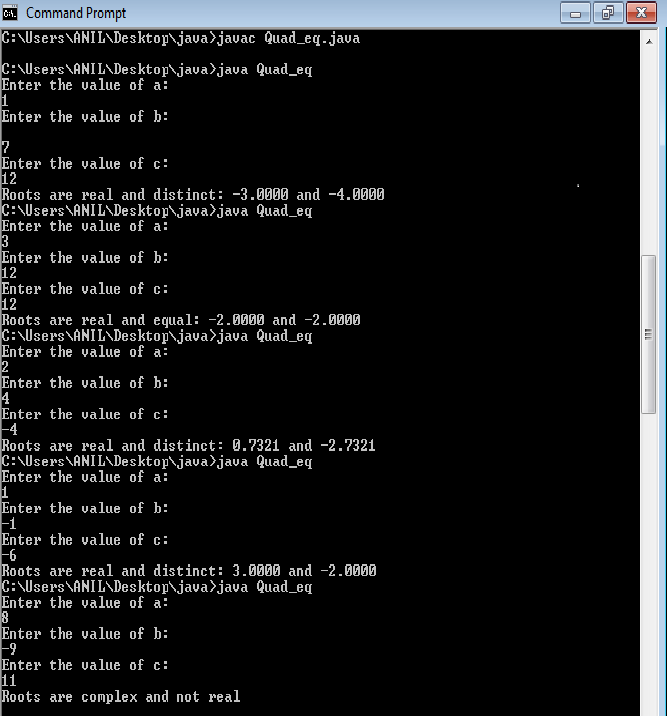 Command Prompt
C:\Users\ANIL\Desktop\java>javac Quad_eq.java
C:\Users\ANIL\Desktop\java>java Quad_eq
Enter the value of a:
1
Enter the value of b:
7
Enter the value of c:
12
Roots are real and distinct: -3.0000 and -4.0000
C:\Users\ANIL\Desktop\java>java Quad_eq
Enter the value of a:
3
Enter the value of b:
12
Enter the value of c:
12
Roots are real and equal: -2.0000 and -2.0000
C:\Users\ANIL\Desktop\java>java Quad_eq
Enter the value of a:
2
Enter the value of b:
4
Enter the value of c:
-4
Roots are real and distinct: 0.7321 and -2.7321
C:\Users\ANIL\Desktop\java>java Quad_eq
Enter the value of a:
1
Enter the value of b:
-1
Enter the value of c:
-6
Roots are real and distinct: 3.0000 and -2.0000
C:\Users\ANIL\Desktop\java>java Quad_eq
Enter the value of a:
8
Enter the value of b:
-9
Enter the value of c:
11
Roots are complex and not real